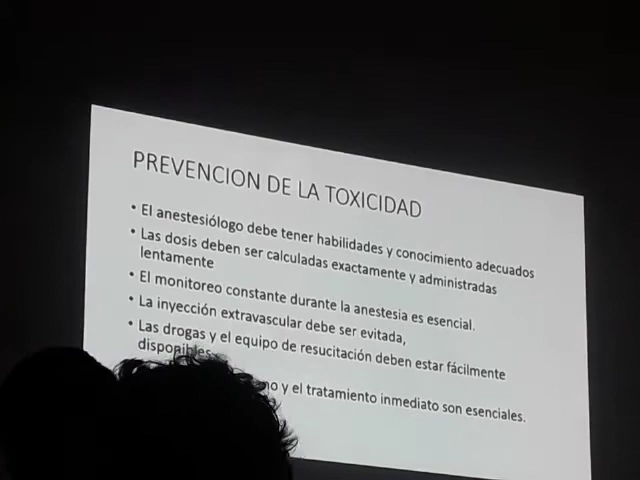 PREVENCION DE LA TOXICIDAD
• El anestesiólogo debe tener habilidades y conocimiento adecuados
• Las dosis deben ser calculadas exactamente y administradas
lentamente
• El monitoreo constante durante la anestesia es esencial.
• La inyección extravascular debe ser evitada,
• Las drogas y el equipo de resucitación deben estar fácilmente
disponibles
y el tratamiento inmediato son esenciales.